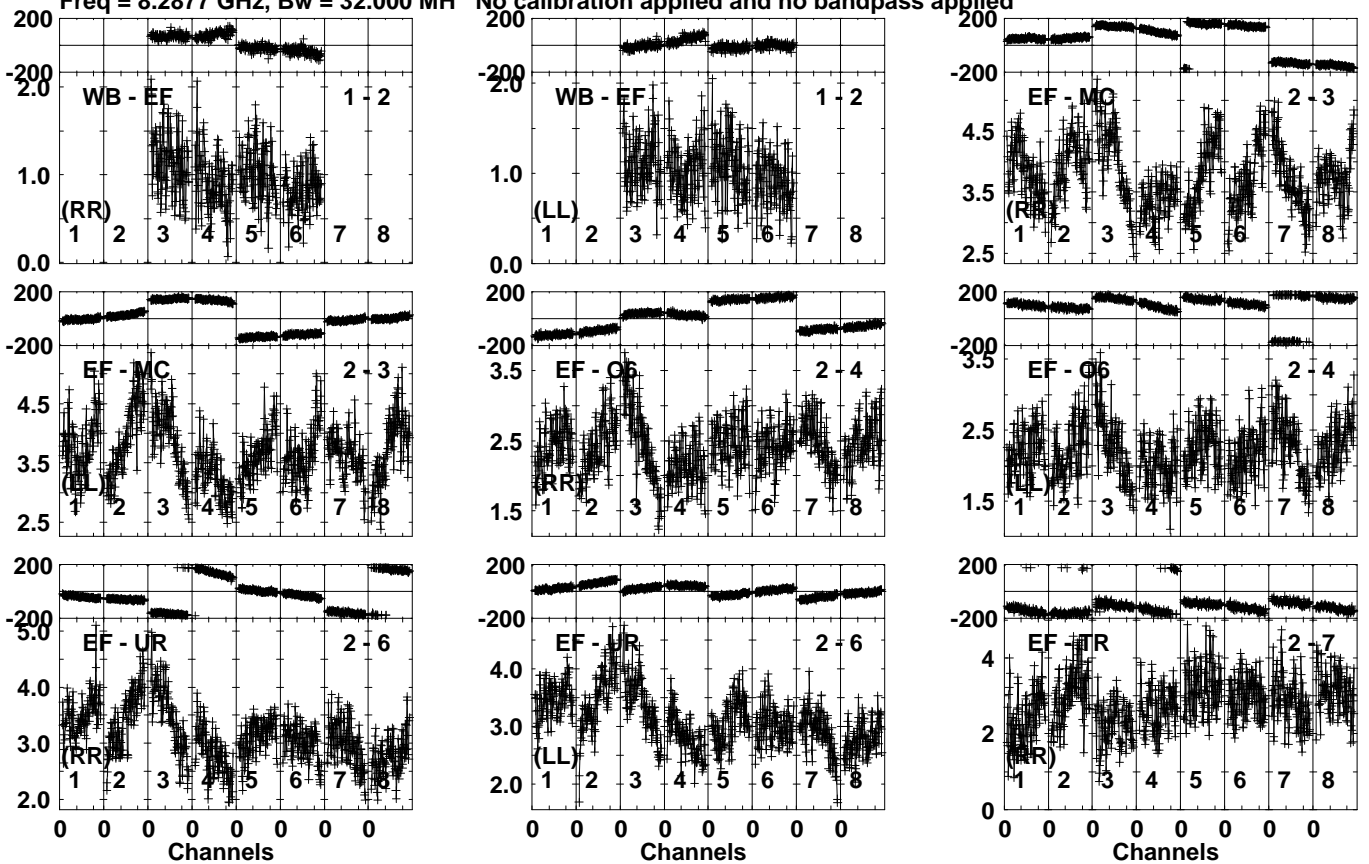 Freq = 8.2877 GHz, Bw = 32.000 MH No calibration applied and no bandpass applied
200
-200
2.0
1.0
0.0
WB - EF 1 - 2
(RR)
1 2 3 4 5 6 7 8
200
-200
2.0
1.0
0.0
WB - EF 1 - 2
(LL)
1 2 3 4 5 6 7 8
200
-200
4.5
3.5
2.5
EF - MC 2 - 3
(RR)
1 2 3 4 5 6 7 8
200
-200
4.5
3.5
2.5
EF - MC 2 - 3
(LL)
1 2 3 4 5 6 7 8
200
-200
3.5
2.5
1.5
EF - O6 2 - 4
(RR)
1 2 3 4 5 6 7 8
200
-200
3.5
2.5
1.5
EF - O6 2 - 4
(LL)
1 2 3 4 5 6 7 8
200
-200
5.0
4.0
3.0
2.0
EF - UR 2 - 6
(RR)
1 2 3 4 5 6 7 8
0 0 0 0 0 0 0 0
Channels
200
-200
4.0
3.0
2.0
EF - UR 2 - 6
(LL)
1 2 3 4 5 6 7 8
0 0 0 0 0 0 0 0
Channels
200
-200
4
2
0
EF - TR 2 - 7
(RR)
1 2 3 4 5 6 7 8
0 0 0 0 0 0 0 0
Channels